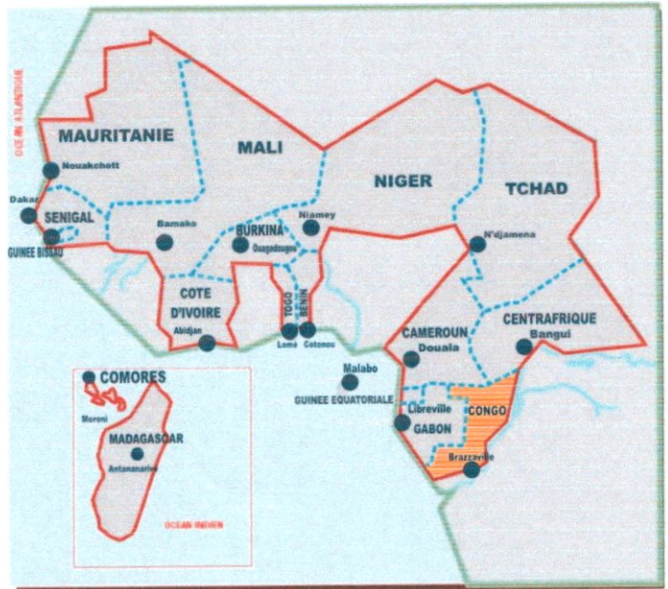 OCEAN ATLANTIQUE
MAURITANIE
MALI
NIGER
TCHAD
Nouakchott
Dakar
SENIGAL
GUINEE BISSAU
Bamako
BURKINA
Ouagadougou
Niamey
N'djamena
COTE
D'IVOIRE
Abidjan
TOGO
BENIN
Lomé
Cotonou
CAMEROUN
Douala
CENTRAFRIQUE
Bangui
Malabo
GUINEE EQUATORIALE
Libreville
GABON
CONGO
Brazzaville
COMORES
Moroni
MADAGASCAR
Antananarivo
OCEAN INDIEN